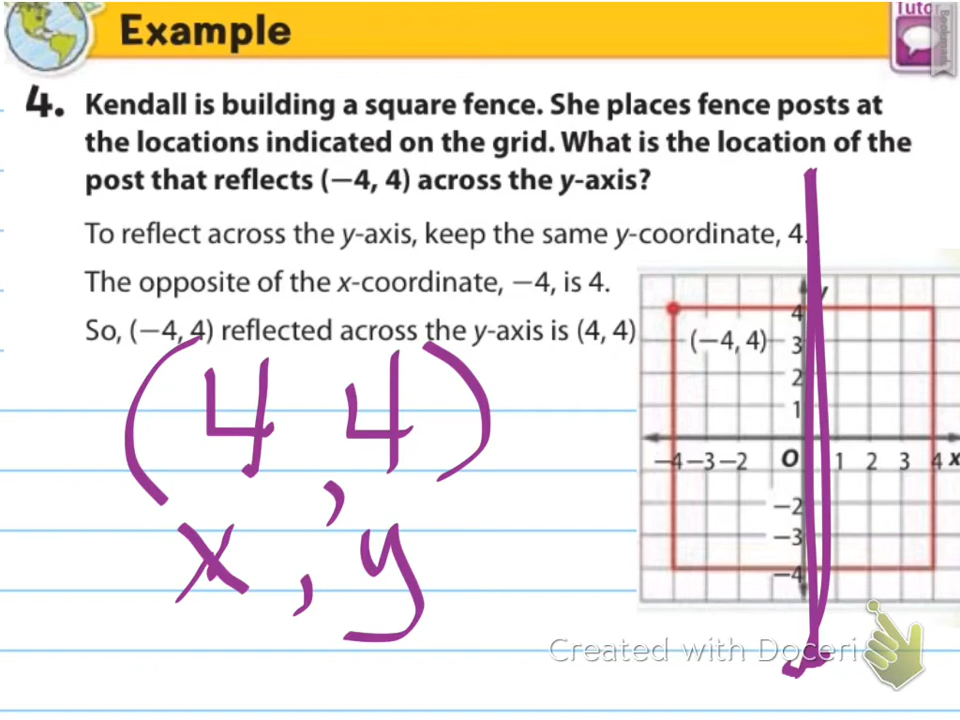 Example
Tuto
Bookmark
4. Kendall is building a square fence. She places fence posts at
the locations indicated on the grid. What is the location of the
post that reflects (−4, 4) across the y-axis?
To reflect across the y-axis, keep the same y-coordinate, 4.
The opposite of the x-coordinate, −4, is 4.
So, (−4, 4) reflected across the y-axis is (4, 4)
y
4
(−4, 4) 3
2
1
−4 −3 −2 O 1 2 3 4 x
−2
−3
−4
(4, 4)
x, y
Created with Doceri